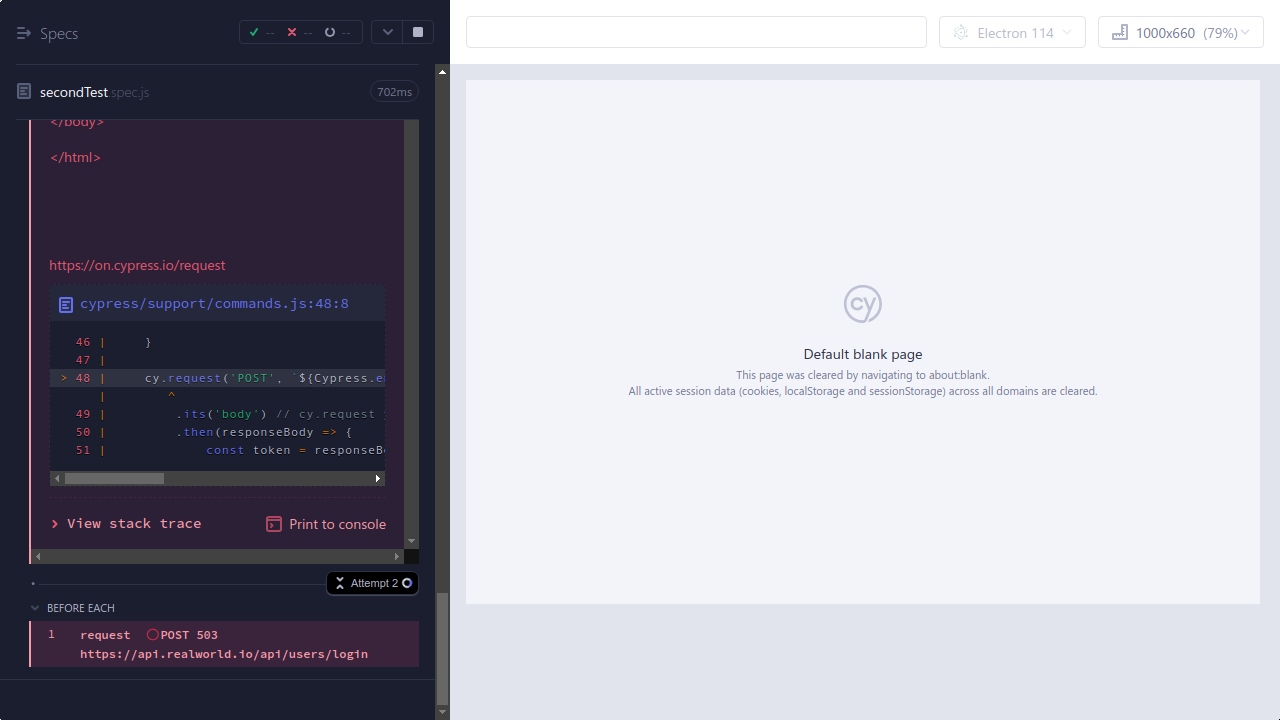 Specs
-- -- --
secondTest spec.js
702ms
</body>
</html>
https://on.cypress.io/request
cypress/support/commands.js:48:8
46 | }
47 |
> 48 | cy.request('POST', `${Cypress.e
| ^
49 | .its('body') // cy.request
50 | .then(responseBody => {
51 | const token = responseB
View stack trace
Print to console
Attempt 2
BEFORE EACH
1 request POST 503
https://api.realworld.io/api/users/login
Electron 114
1000x660 (79%)
cy
Default blank page
This page was cleared by navigating to about:blank.
All active session data (cookies, localStorage and sessionStorage) across all domains are cleared.